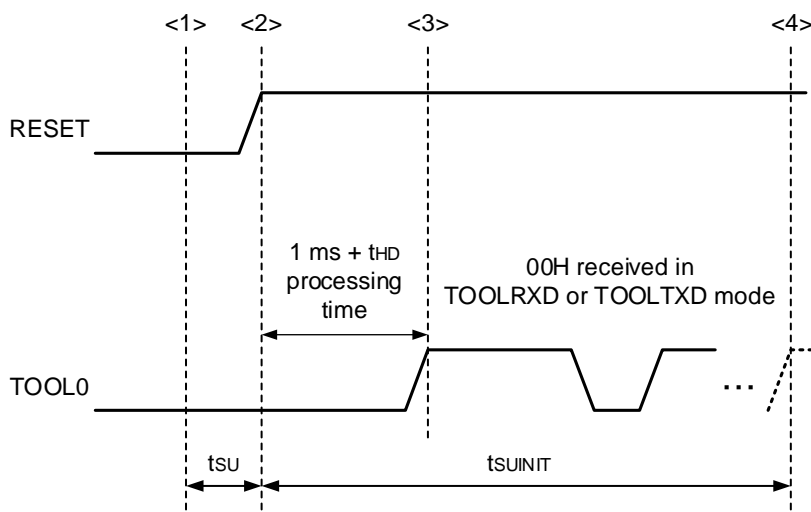 <1> <2> <3> <4>
RESET
1 ms + tHD
processing
time
00H received in
TOOLRXD or TOOLTXD mode
TOOL0
...
tSU tSUINIT